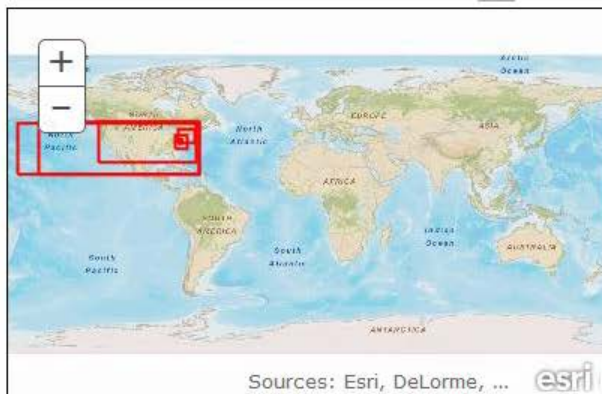 +
Arctic
Ocean
−
NORTH
AMERICA
EUROPE
ASIA
North
Pacific
North
Atlantic
AFRICA
SOUTH
AMERICA
Indian
Ocean
AUSTRALIA
South
Pacific
South
Atlantic
ANTARCTICA
Sources: Esri, DeLorme, ...
esri